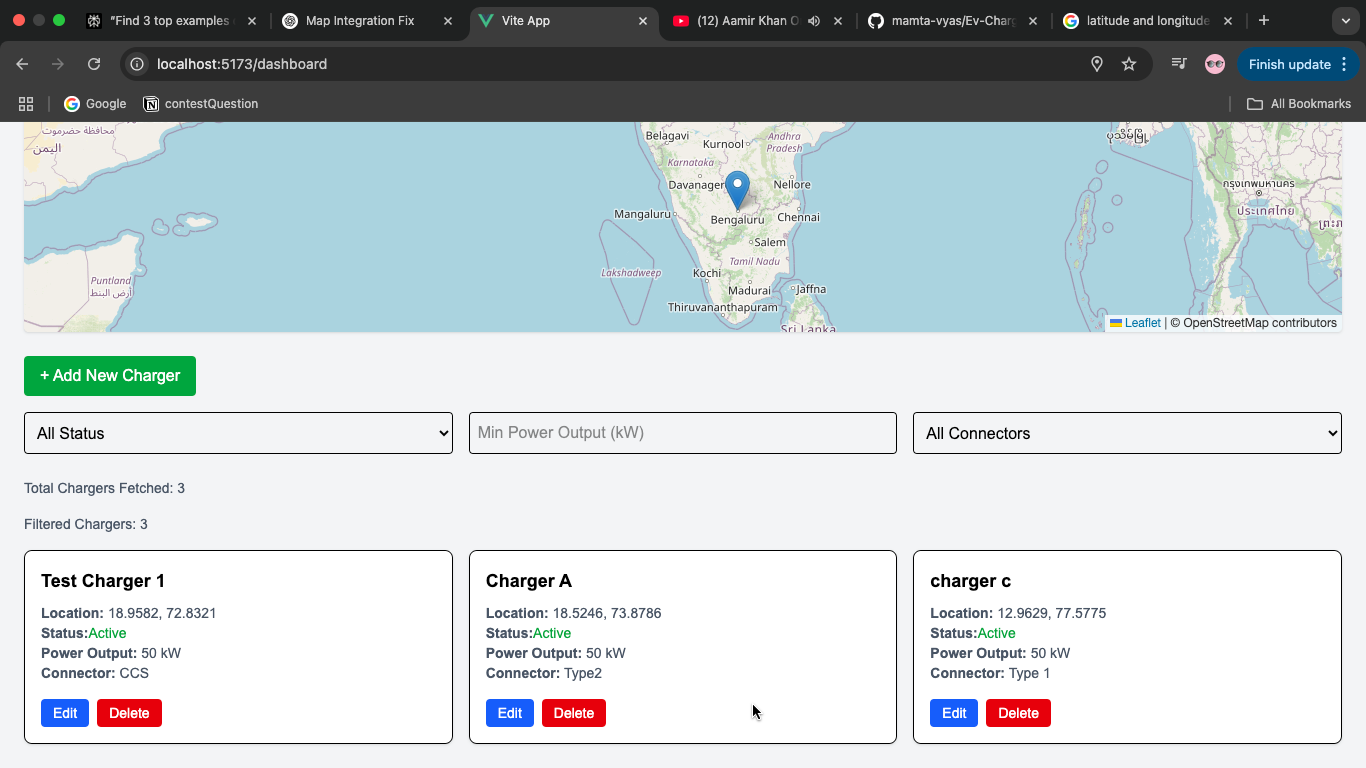 “Find 3 top examples
Map Integration Fix
Vite App
(12) Aamir Khan O
mamta-vyas/Ev-Charg
latitude and longitude
localhost:5173/dashboard
Finish update
Google
contestQuestion
All Bookmarks
محافظة حضرموت
اليمن
Puntland
أرض البنط
Belagavi
Kurnool
Andhra
Pradesh
Karnataka
Davanager
Nellore
Mangaluru
Bengaluru
Chennai
Salem
Lakshadweep
Tamil Nadu
Kochi
Madurai
Jaffna
Thiruvananthapuram
Sri Lanka
ပုသိမ်မြို့
กรุงเทพมหานคร
ประเทศไทย
Leaflet | © OpenStreetMap contributors
+ Add New Charger
All Status
Min Power Output (kW)
All Connectors
Total Chargers Fetched: 3
Filtered Chargers: 3
Test Charger 1
Location: 18.9582, 72.8321
Status:Active
Power Output: 50 kW
Connector: CCS
Edit
Delete
Charger A
Location: 18.5246, 73.8786
Status:Active
Power Output: 50 kW
Connector: Type2
Edit
Delete
charger c
Location: 12.9629, 77.5775
Status:Active
Power Output: 50 kW
Connector: Type 1
Edit
Delete